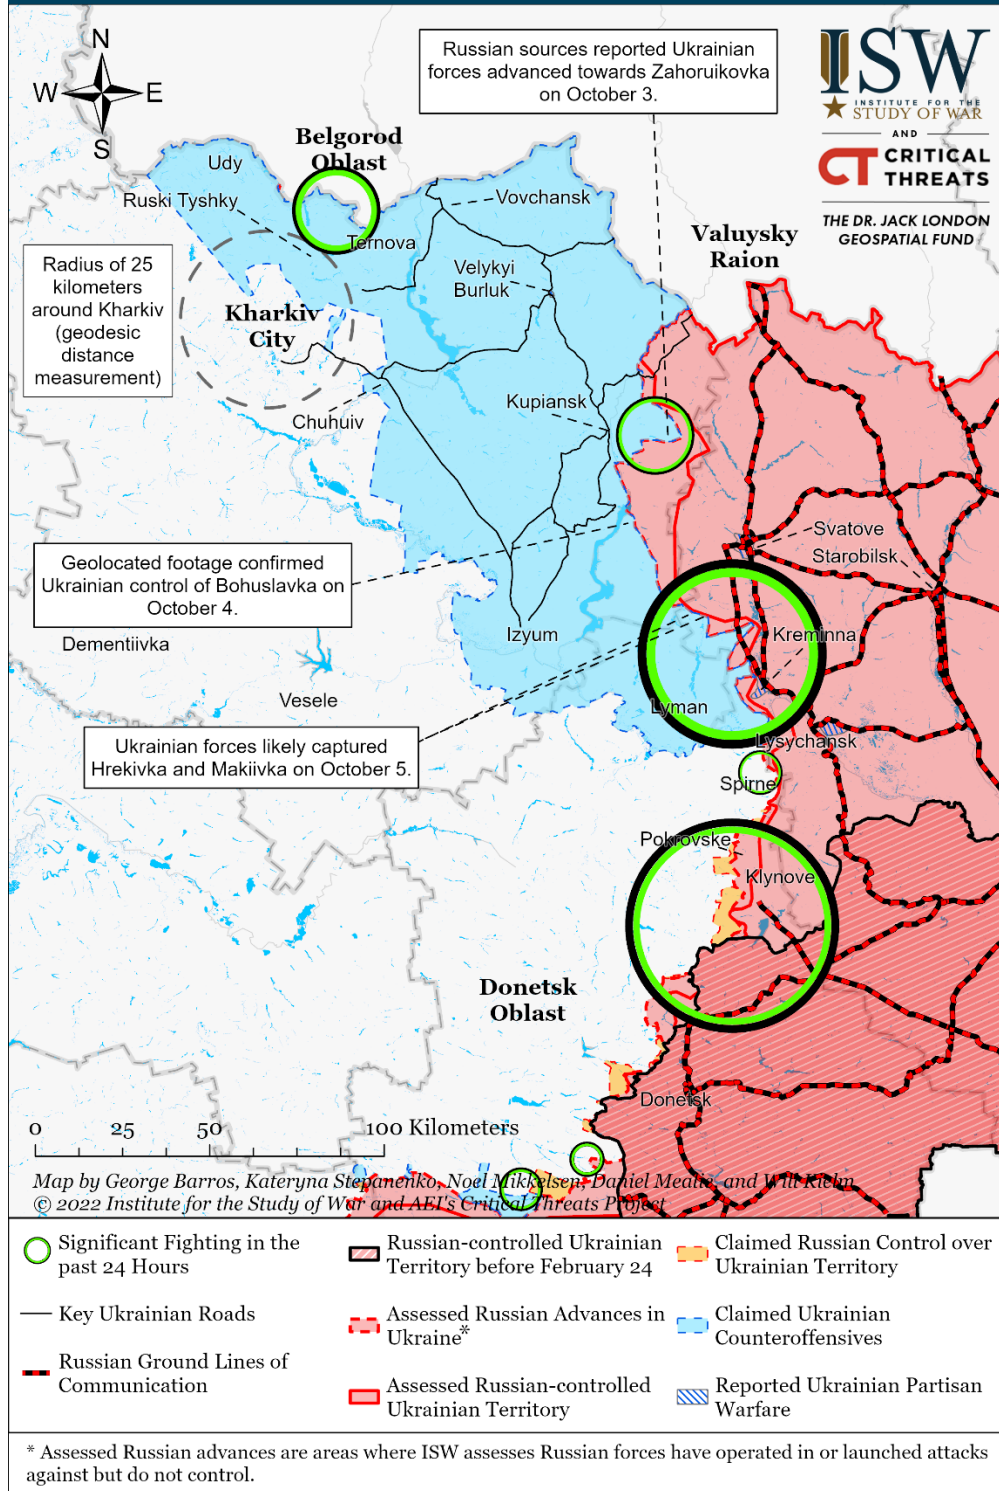 Russian sources reported Ukrainian
forces advanced towards Zahoruikovka
on October 3.
ISW
INSTITUTE FOR THE
STUDY OF WAR
AND
CT CRITICAL
THREATS
THE DR. JACK LONDON
GEOSPATIAL FUND
N
W E
S
Belgorod
Oblast
Udy
Ruski Tyshky
Vovchansk
Ternova
Valuysky
Raion
Radius of 25
kilometers
around Kharkiv
(geodesic
distance
measurement)
Velykyi
Burluk
Kharkiv
City
Kupiansk
Chuhuiv
Svatove
Starobilsk
Geolocated footage confirmed
Ukrainian control of Bohuslavka on
October 4.
Izyum
Kreminna
Dementiivka
Vesele
Lyman
Ukrainian forces likely captured
Hrekivka and Makiivka on October 5.
Lysychansk
Spirne
Pokrovske
Klynove
Donetsk
Oblast
Donetsk
0 25 50 100 Kilometers
Map by George Barros, Kateryna Stepanenko, Noel Mikkelsen, Daniel Mealie, and Will Kielm
© 2022 Institute for the Study of War and AEI's Critical Threats Project
Significant Fighting in the
past 24 Hours
Key Ukrainian Roads
Russian Ground Lines of
Communication
Russian-controlled Ukrainian
Territory before February 24
Assessed Russian Advances in
Ukraine*
Assessed Russian-controlled
Ukrainian Territory
Claimed Russian Control over
Ukrainian Territory
Claimed Ukrainian
Counteroffensives
Reported Ukrainian Partisan
Warfare
* Assessed Russian advances are areas where ISW assesses Russian forces have operated in or launched attacks
against but do not control.